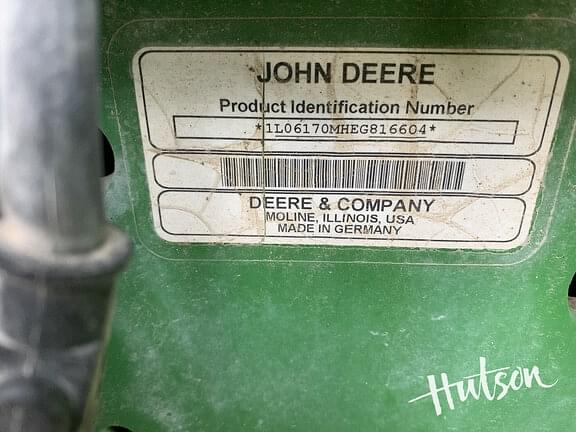 JOHN DEERE
Product Identification Number
*1L06170MHEG816604*
DEERE & COMPANY
MOLINE, ILLINOIS, USA
MADE IN GERMANY
Hutson